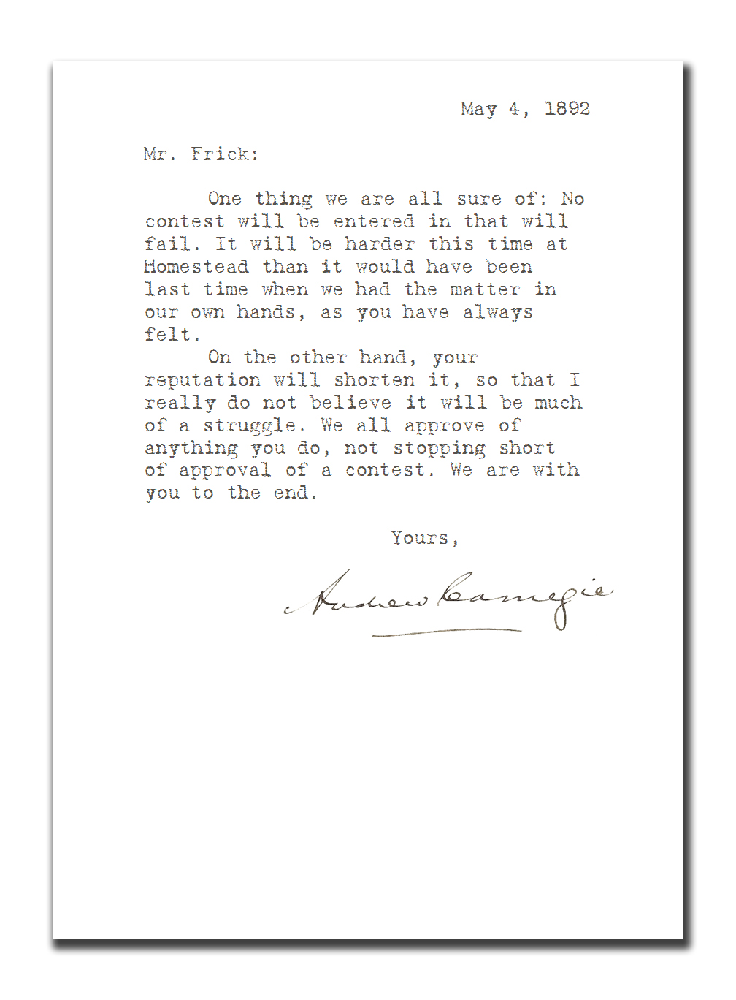 May 4, 1892
Mr. Frick:
One thing we are all sure of: No
contest will be entered in that will
fail. It will be harder this time at
Homestead than it would have been
last time when we had the matter in
our own hands, as you have always
felt.
On the other hand, your
reputation will shorten it, so that I
really do not believe it will be much
of a struggle. We all approve of
anything you do, not stopping short
of approval of a contest. We are with
you to the end.
Yours,
Andrew Carnegie